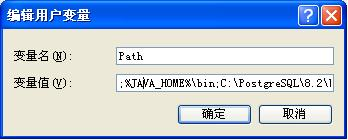 编辑用户变量
变量名(N):
Path
变量值(V):
;%JAVA_HOME%\bin;C:\PostgreSQL\8.2\
确定
取消